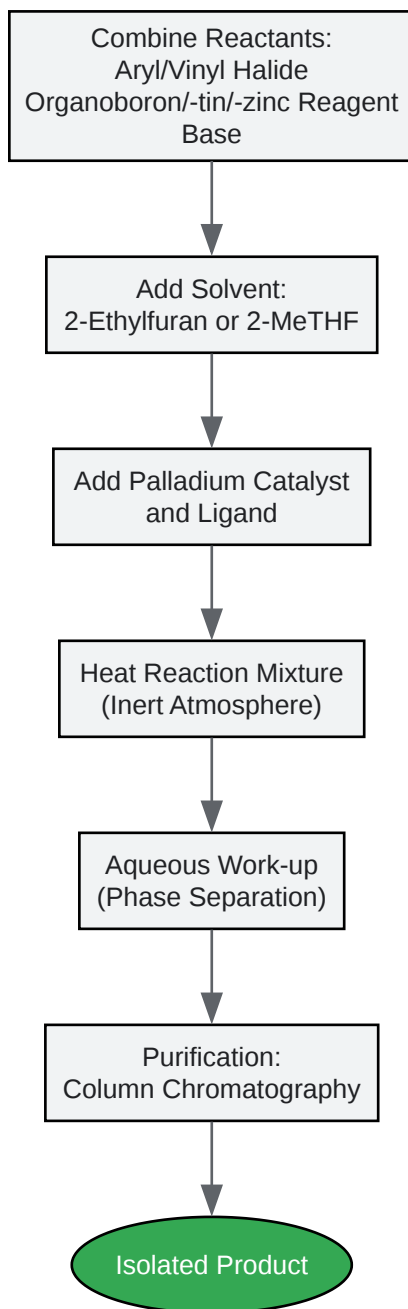 Combine Reactants:
Aryl/Vinyl Halide
Organoboron/-tin/-zinc Reagent
Base
Add Solvent:
2-Ethylfuran or 2-MeTHF
Add Palladium Catalyst
and Ligand
Heat Reaction Mixture
(Inert Atmosphere)
Aqueous Work-up
(Phase Separation)
Purification:
Column Chromatography
Isolated Product